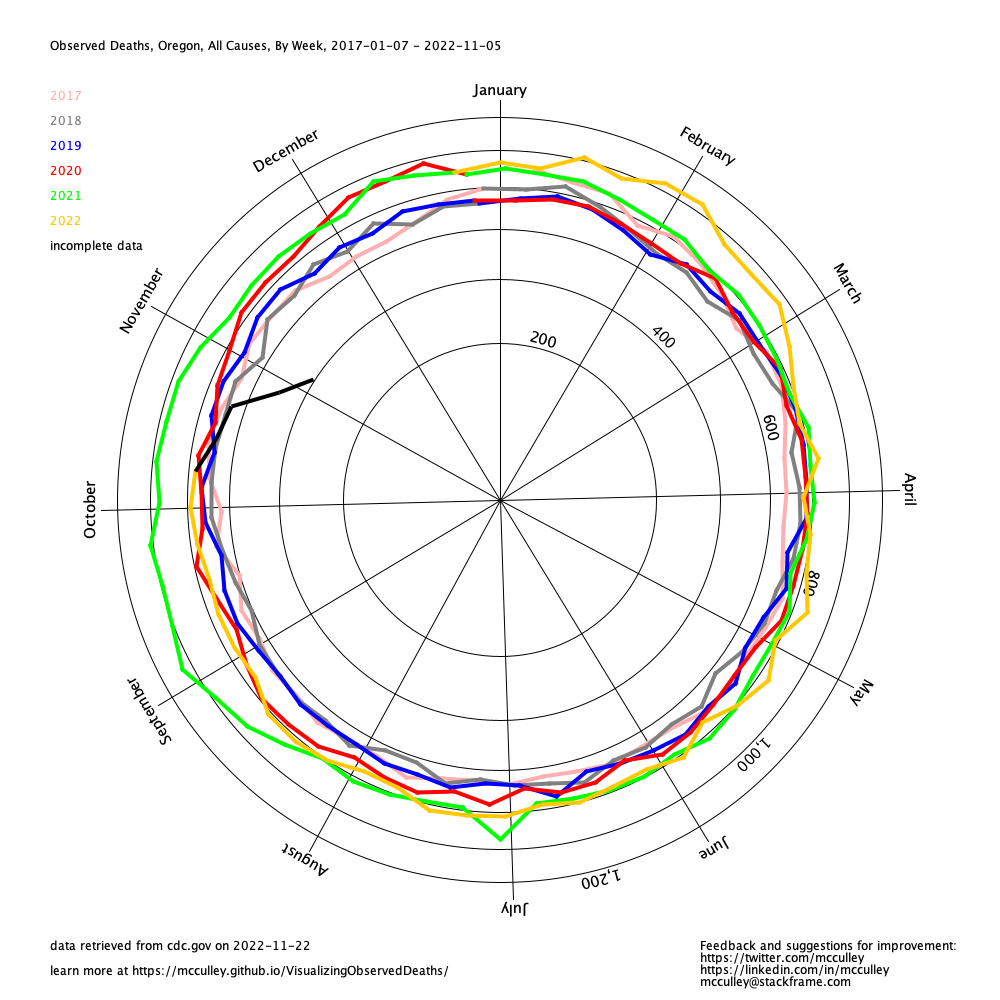 Observed Deaths, Oregon, All Causes, By Week, 2017-01-07 - 2022-11-05
2017
2018
2019
2020
2021
2022
incomplete data
January
February
March
April
May
June
July
August
September
October
November
December
200
400
600
800
1,000
1,200
data retrieved from cdc.gov on 2022-11-22
learn more at https://mcculley.github.io/VisualizingObservedDeaths/
Feedback and suggestions for improvement:
https://twitter.com/mcculley
https://linkedin.com/in/mcculley
mcculley@stackframe.com